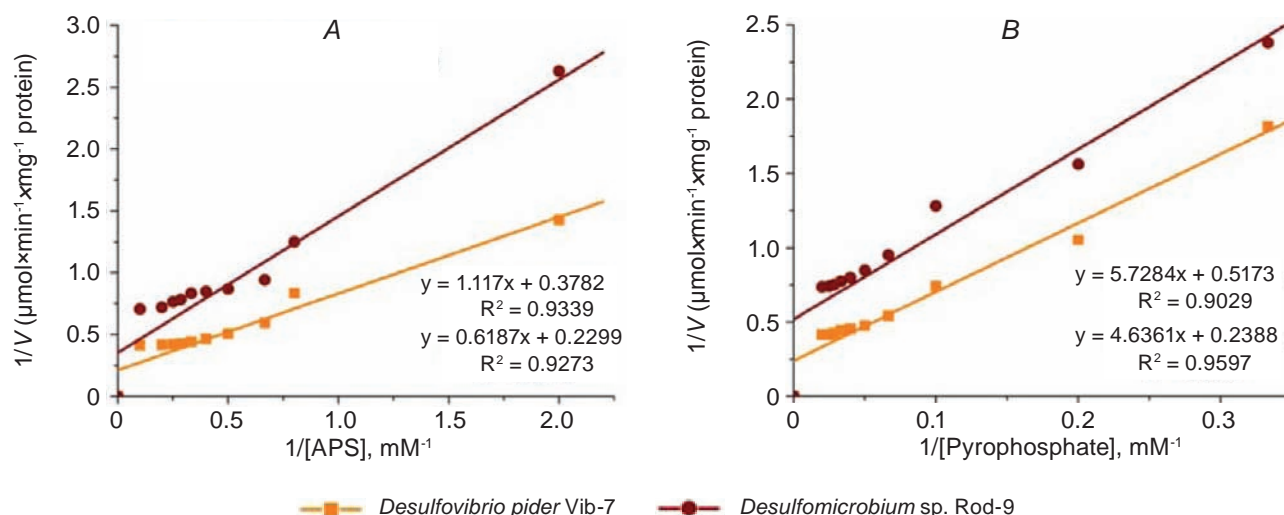 A
1/V (µmol×min⁻¹×mg⁻¹ protein)
3.0
2.5
2.0
1.5
1.0
0.5
0
y = 1.117x + 0.3782
R² = 0.9339
y = 0.6187x + 0.2299
R² = 0.9273
0 0.5 1.0 1.5 2.0
1/[APS], mM⁻¹
B
1/V (µmol×min⁻¹×mg⁻¹ protein)
2.5
2.0
1.5
1.0
0.5
0
y = 5.7284x + 0.5173
R² = 0.9029
y = 4.6361x + 0.2388
R² = 0.9597
0 0.1 0.2 0.3
1/[Pyrophosphate], mM⁻¹
Desulfovibrio pider Vib-7 Desulfomicrobium sp. Rod-9